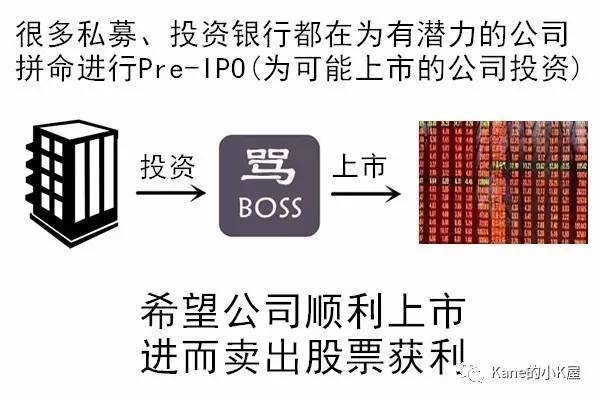 很多私募、投资银行都在为有潜力的公司
拼命进行Pre-IPO(为可能上市的公司投资)
投资
骂
BOSS
上市
希望公司顺利上市
进而卖出股票获利
Kane的小K屋